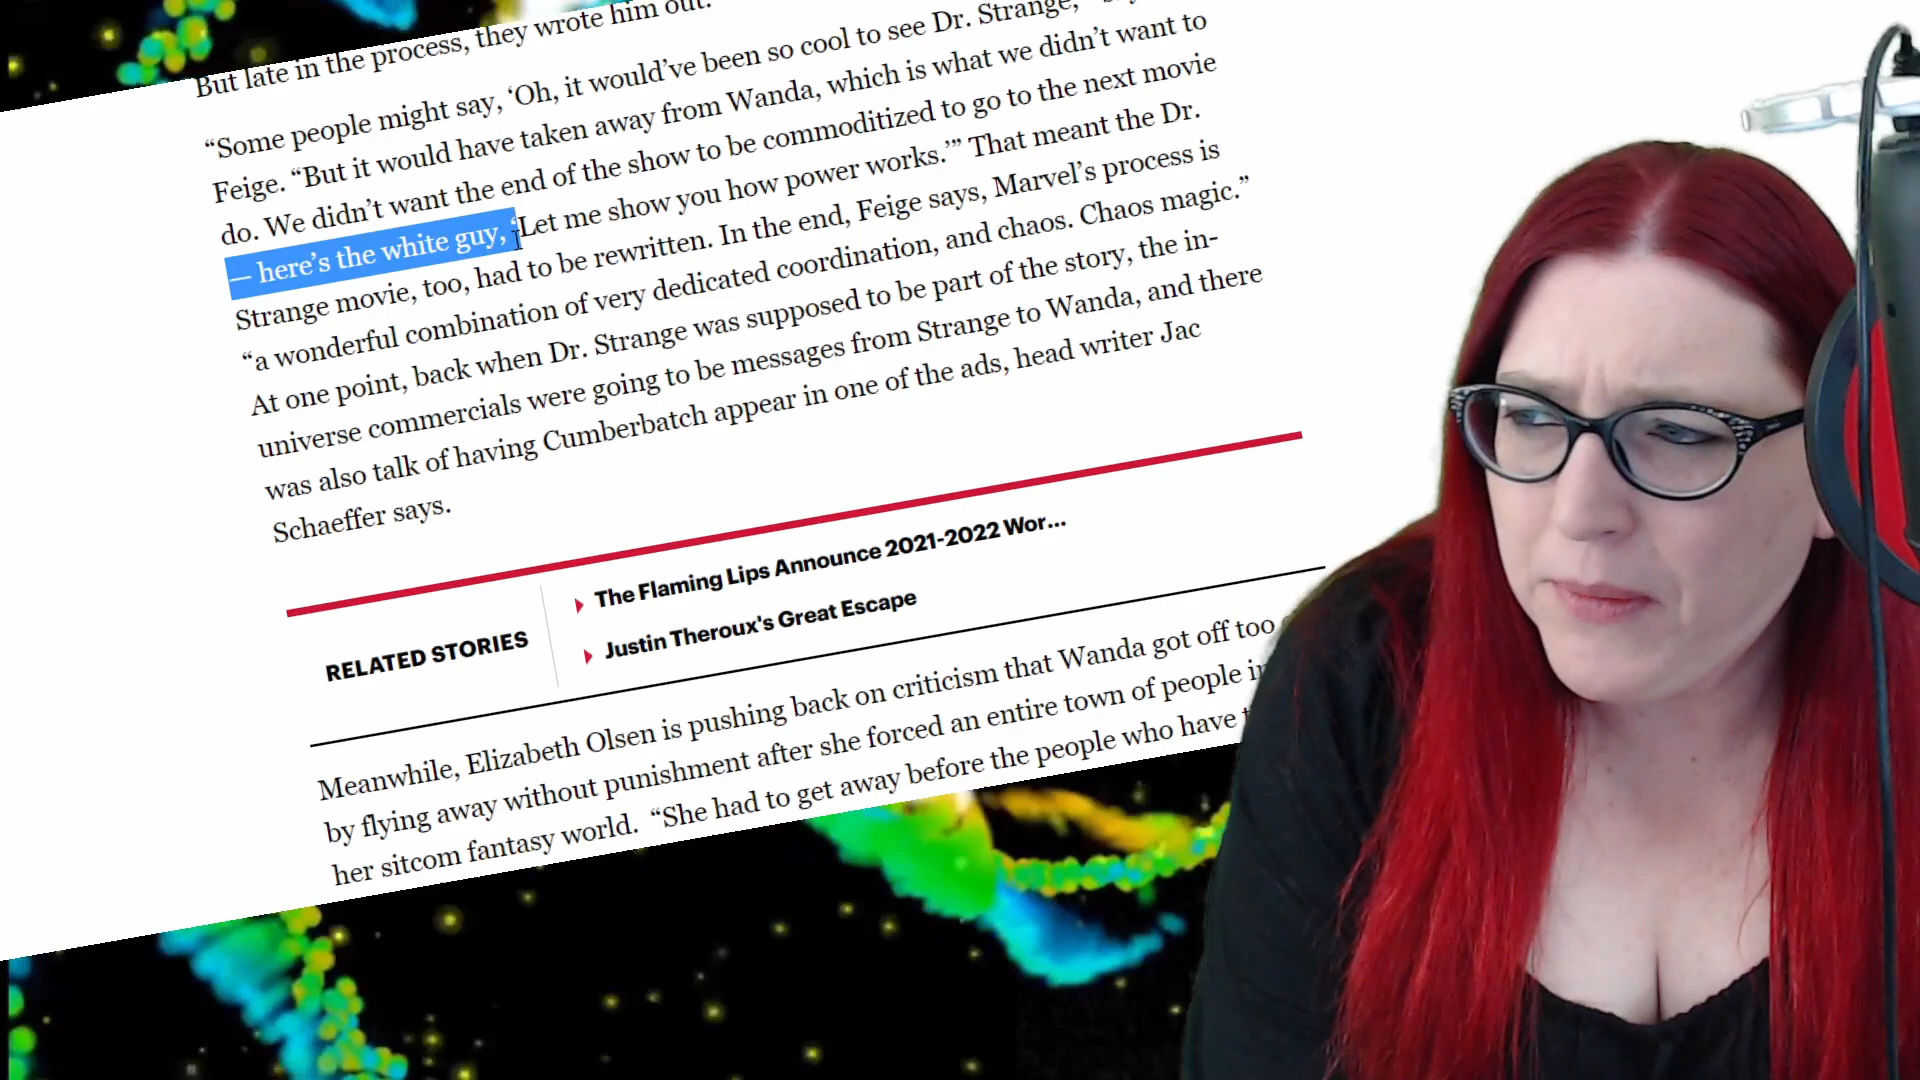 But late in the process, they wrote him out.
“Some people might say, ‘Oh, it would’ve been so cool to see Dr. Strange,’”
Feige. “But it would have taken away from Wanda, which is what we didn’t want to
do. We didn’t want the end of the show to be commoditized to go to the next movie
— here’s the white guy, ‘Let me show you how power works.’” That meant the Dr.
Strange movie, too, had to be rewritten. In the end, Feige says, Marvel’s process is
“a wonderful combination of very dedicated coordination, and chaos. Chaos magic.”
At one point, back when Dr. Strange was supposed to be part of the story, the in-
universe commercials were going to be messages from Strange to Wanda, and there
was also talk of having Cumberbatch appear in one of the ads, head writer Jac
Schaeffer says.
RELATED STORIES
The Flaming Lips Announce 2021-2022 Wor...
Justin Theroux's Great Escape
Meanwhile, Elizabeth Olsen is pushing back on criticism that Wanda got off too
by flying away without punishment after she forced an entire town of people
her sitcom fantasy world. “She had to get away before the people who have